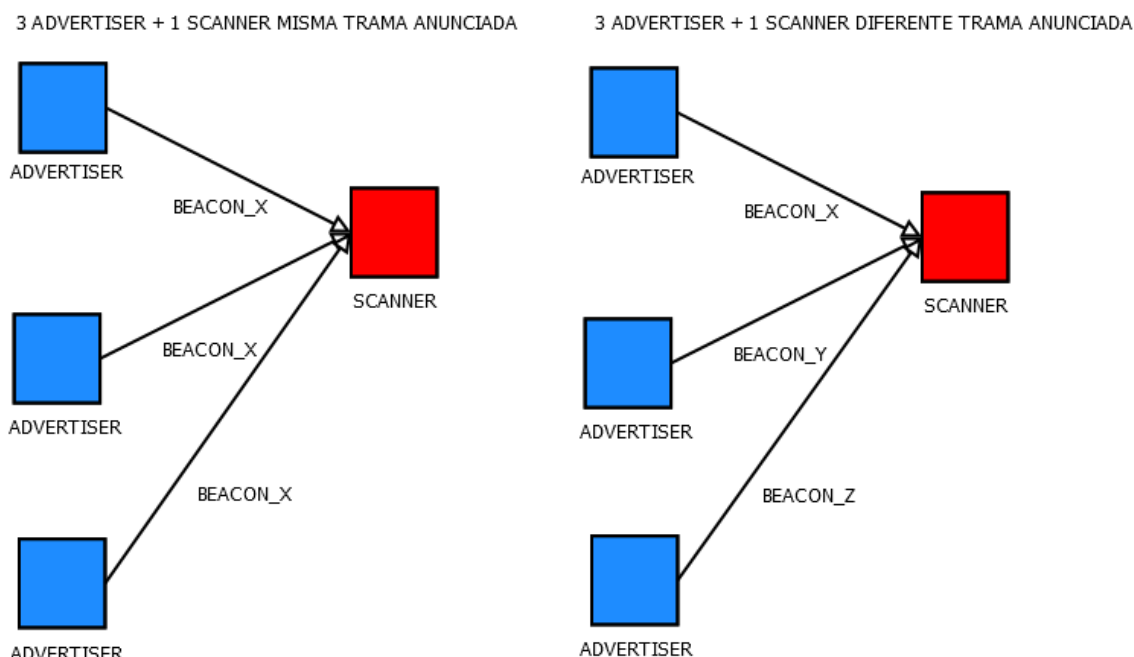 3 ADVERTISER + 1 SCANNER MISMA TRAMA ANUNCIADA
ADVERTISER
BEACON_X
SCANNER
BEACON_X
ADVERTISER
BEACON_X
ADVERTISER
3 ADVERTISER + 1 SCANNER DIFERENTE TRAMA ANUNCIADA
ADVERTISER
BEACON_X
SCANNER
BEACON_Y
ADVERTISER
BEACON_Z
ADVERTISER